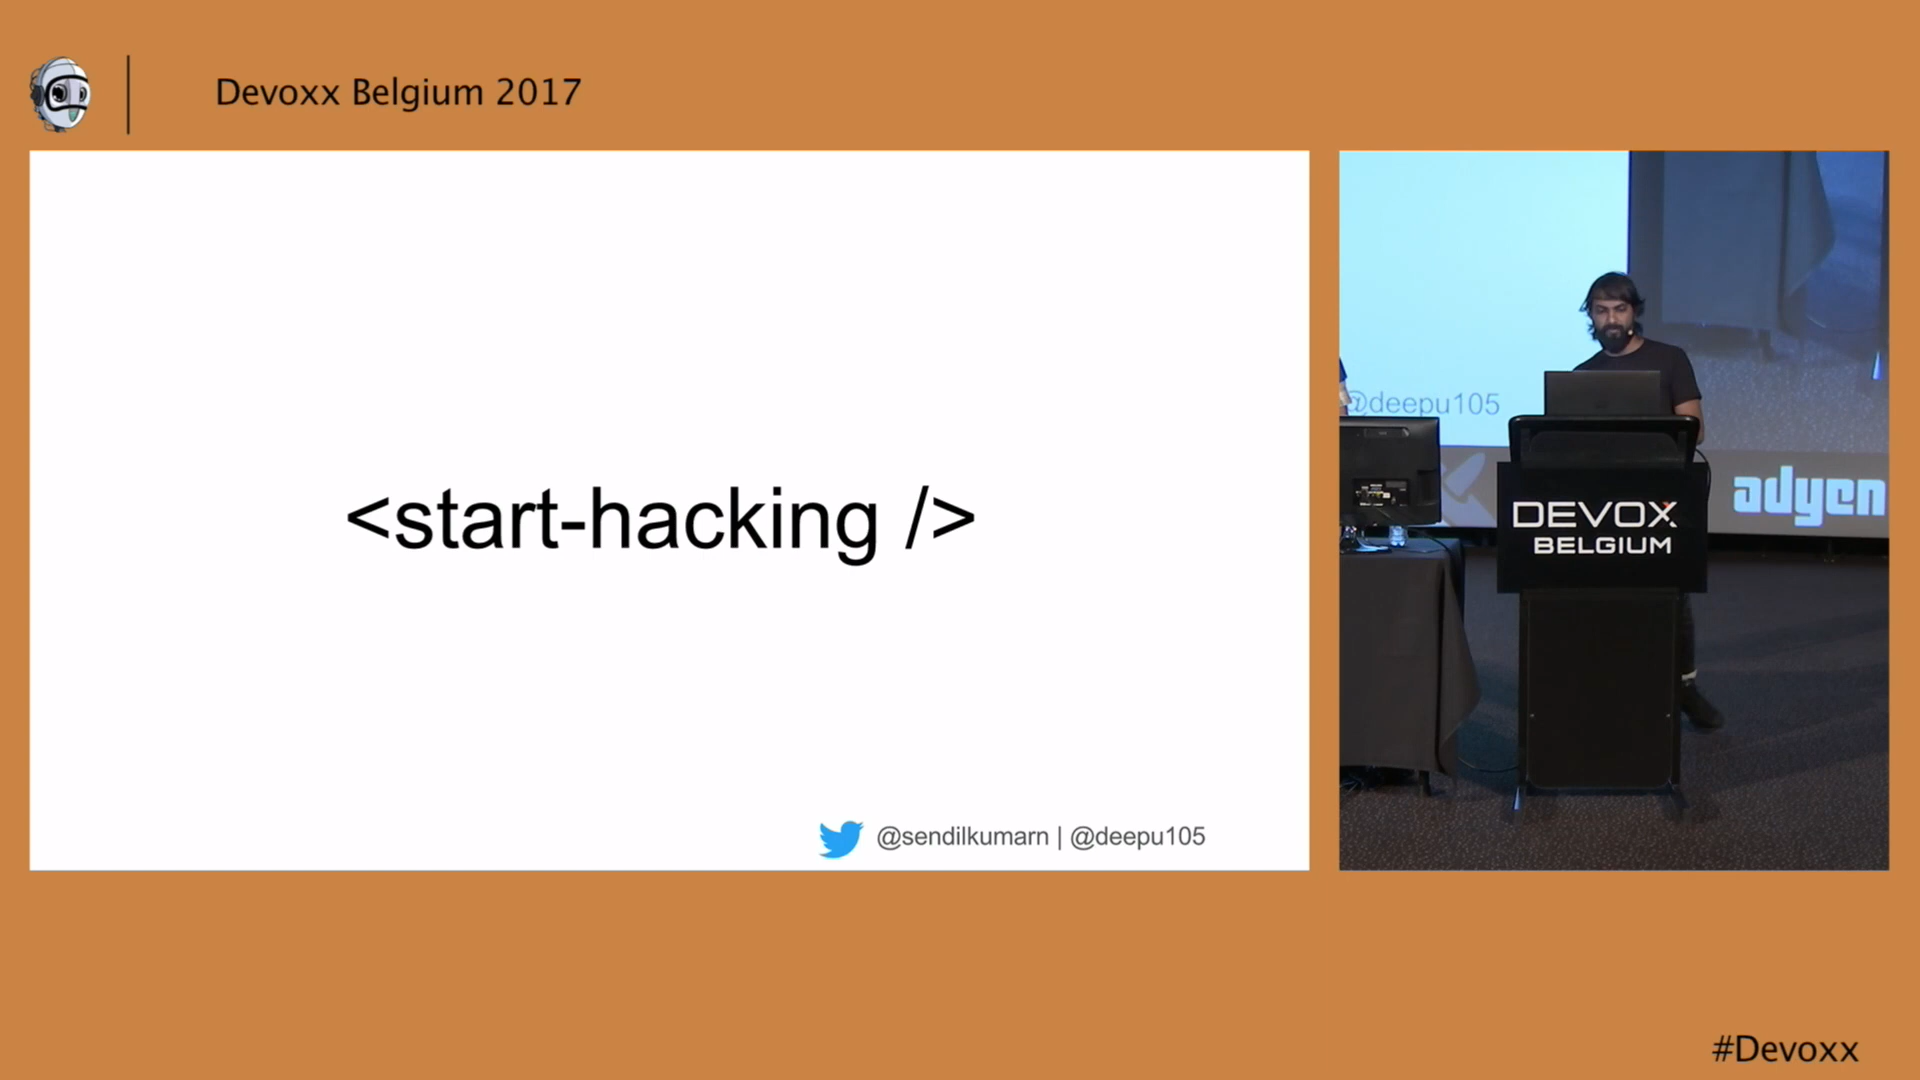 Devoxx Belgium 2017
<start-hacking />
@sendilkumarn | @deepu105
@deepu105
adyen
DEVOXX
BELGIUM
#Devoxx